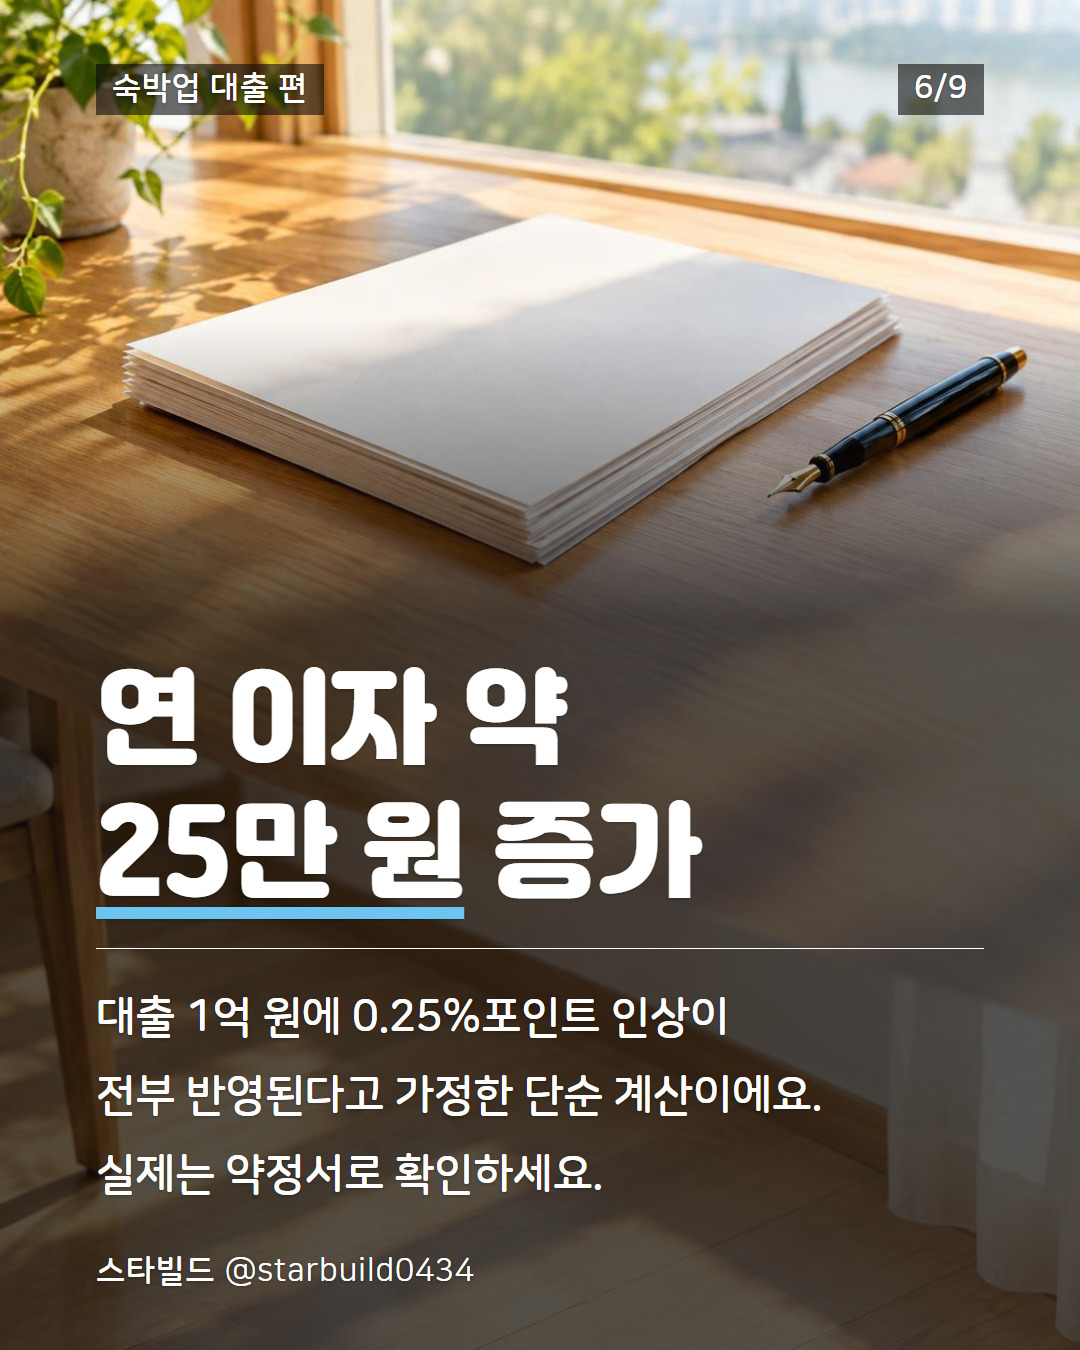 숙박업 대출 편
6/9
연 이자 약
25만 원 증가
대출 1억 원에 0.25%포인트 인상이
전부 반영된다고 가정한 단순 계산이에요.
실제는 약정서로 확인하세요.
스타빌드 @starbuild0434